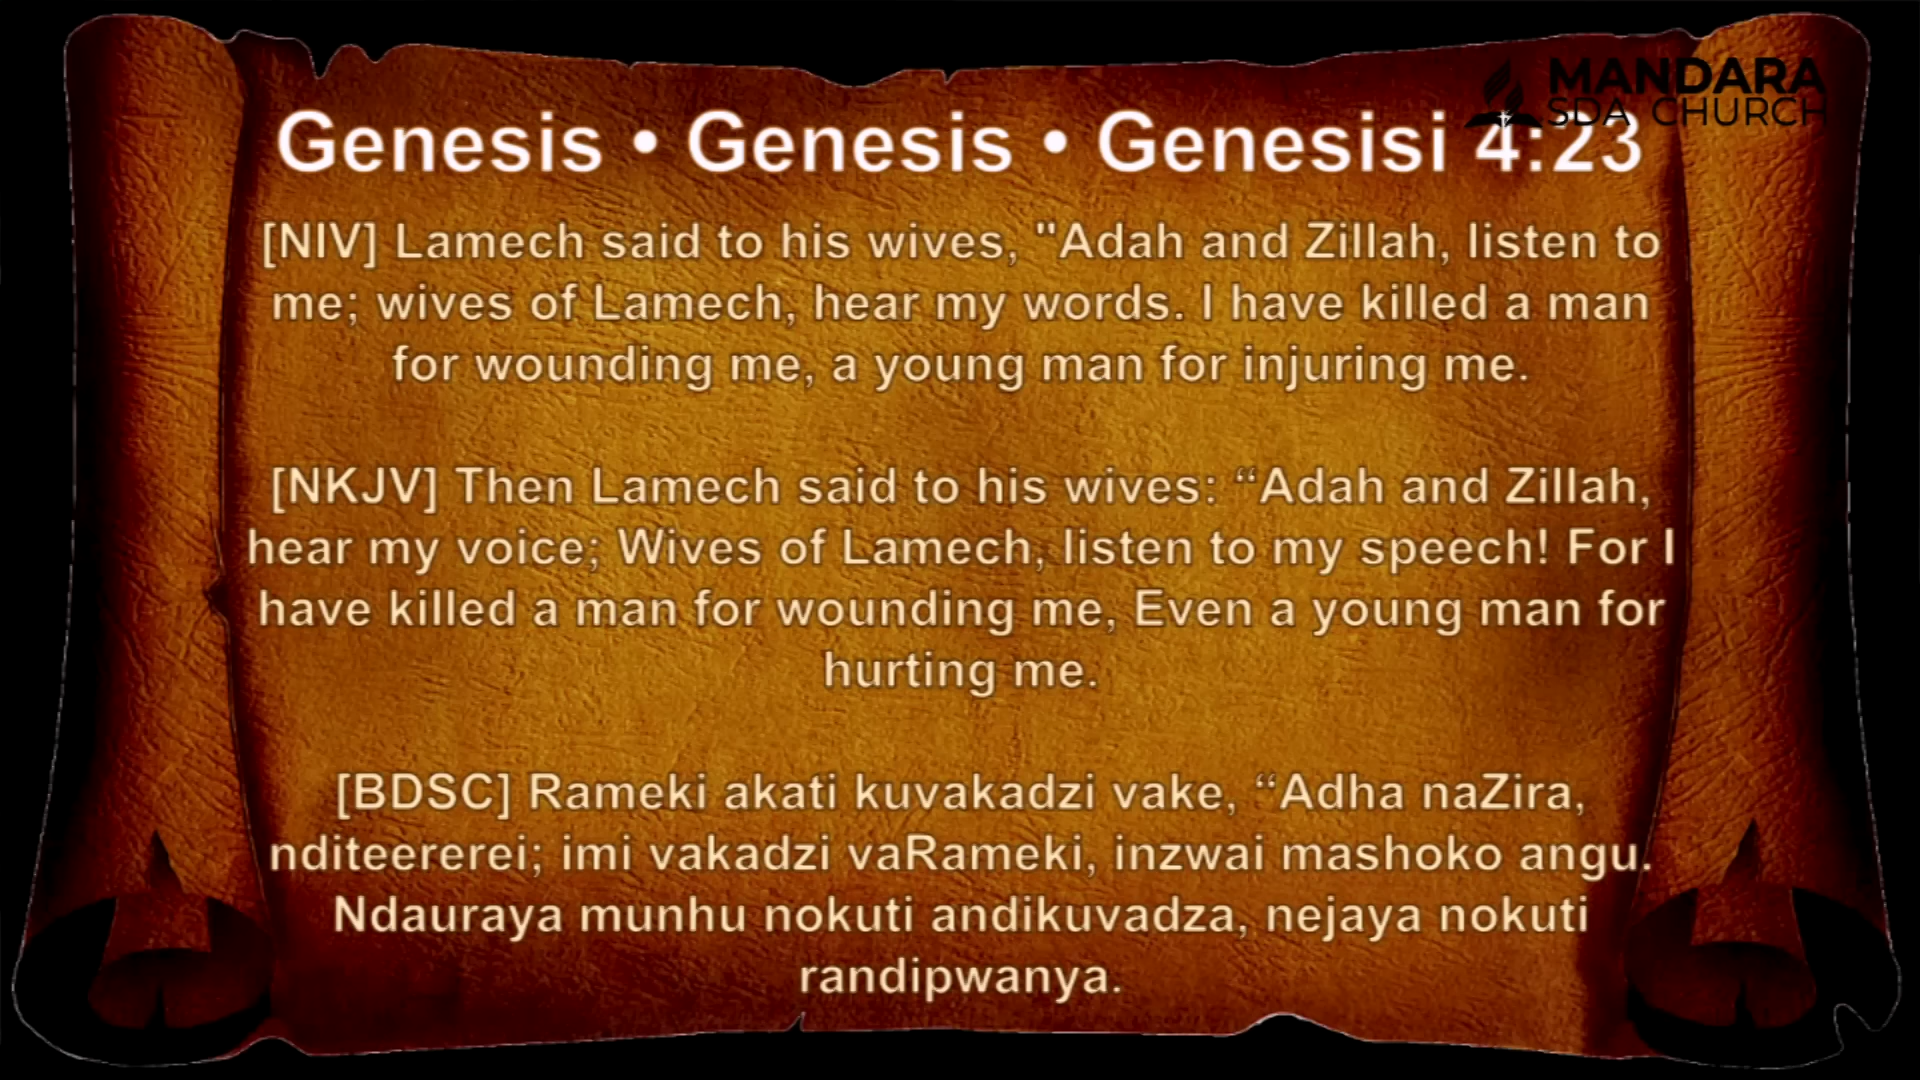 MANDARA
SDA CHURCH
Genesis • Genesis • Genesisi 4:23
[NIV] Lamech said to his wives, "Adah and Zillah, listen to
me; wives of Lamech, hear my words. I have killed a man
for wounding me, a young man for injuring me.
[NKJV] Then Lamech said to his wives: “Adah and Zillah,
hear my voice; Wives of Lamech, listen to my speech! For I
have killed a man for wounding me, Even a young man for
hurting me.
[BDSC] Rameki akati kuvakadzi vake, “Adha naZira,
nditeererei; imi vakadzi vaRameki, inzwai mashoko angu.
Ndauraya munhu nokuti andikuvadza, nejaya nokuti
randipwanya.